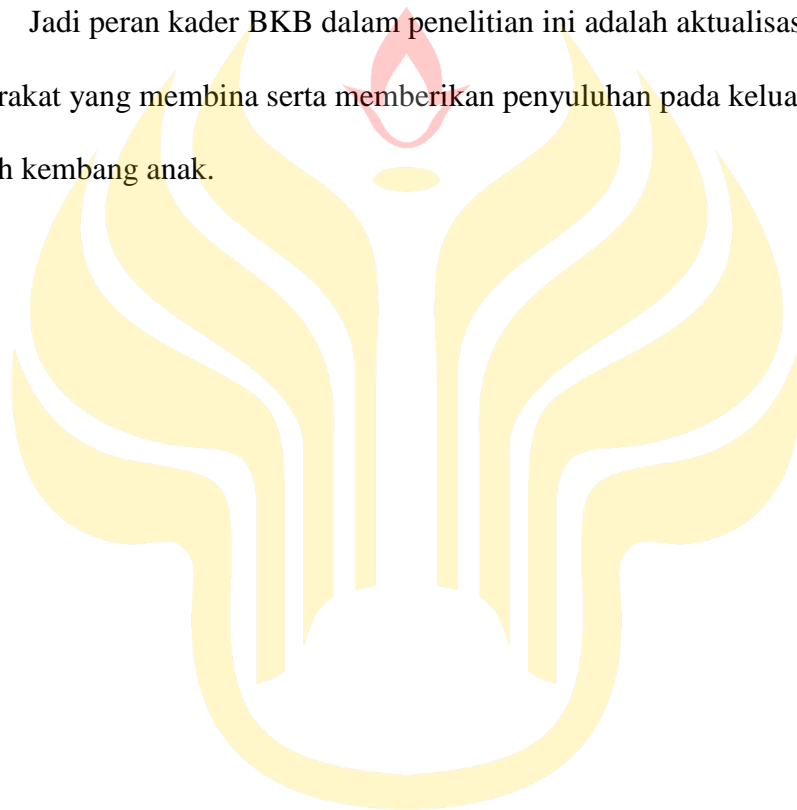 Jadi peran kader BKB dalam penelitian ini adalah aktualisas
rakat yang membina serta memberikan penyuluhan pada kelua
h kembang anak.